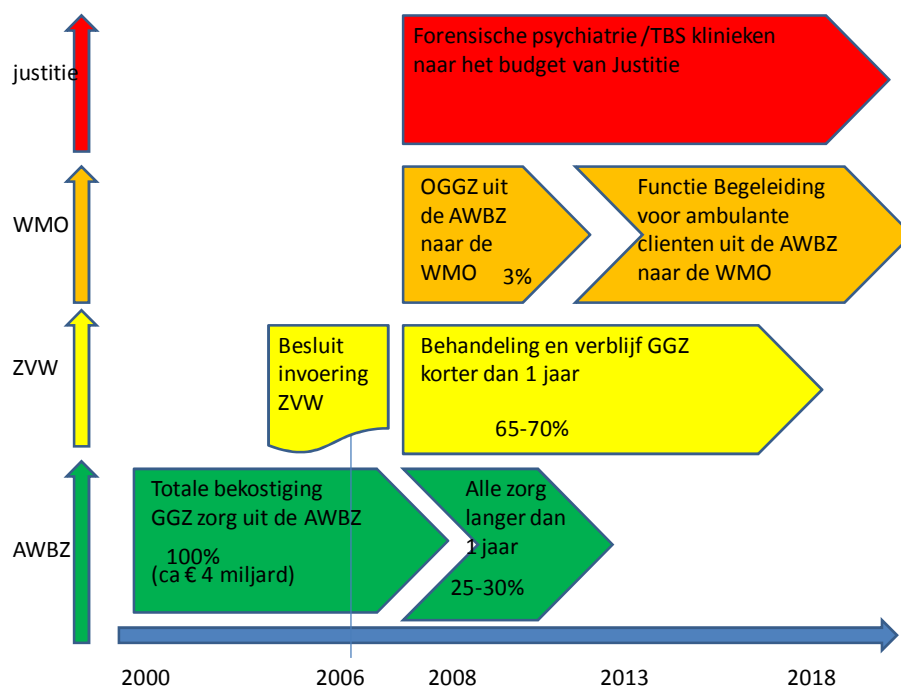 justitie
Forensische psychiatrie /TBS klinieken
naar het budget van Justitie
WMO
OGGZ uit
de AWBZ
naar de
WMO 3%
Functie Begeleiding
voor ambulante
clienten uit de AWBZ
naar de WMO
ZVW
Besluit
invoering
ZVW
Behandeling en verblijf GGZ
korter dan 1 jaar
65-70%
AWBZ
Totale bekostiging
GGZ zorg uit de AWBZ
100%
(ca € 4 miljard)
Alle zorg
langer dan
1 jaar
25-30%
2000 2006 2008 2013 2018